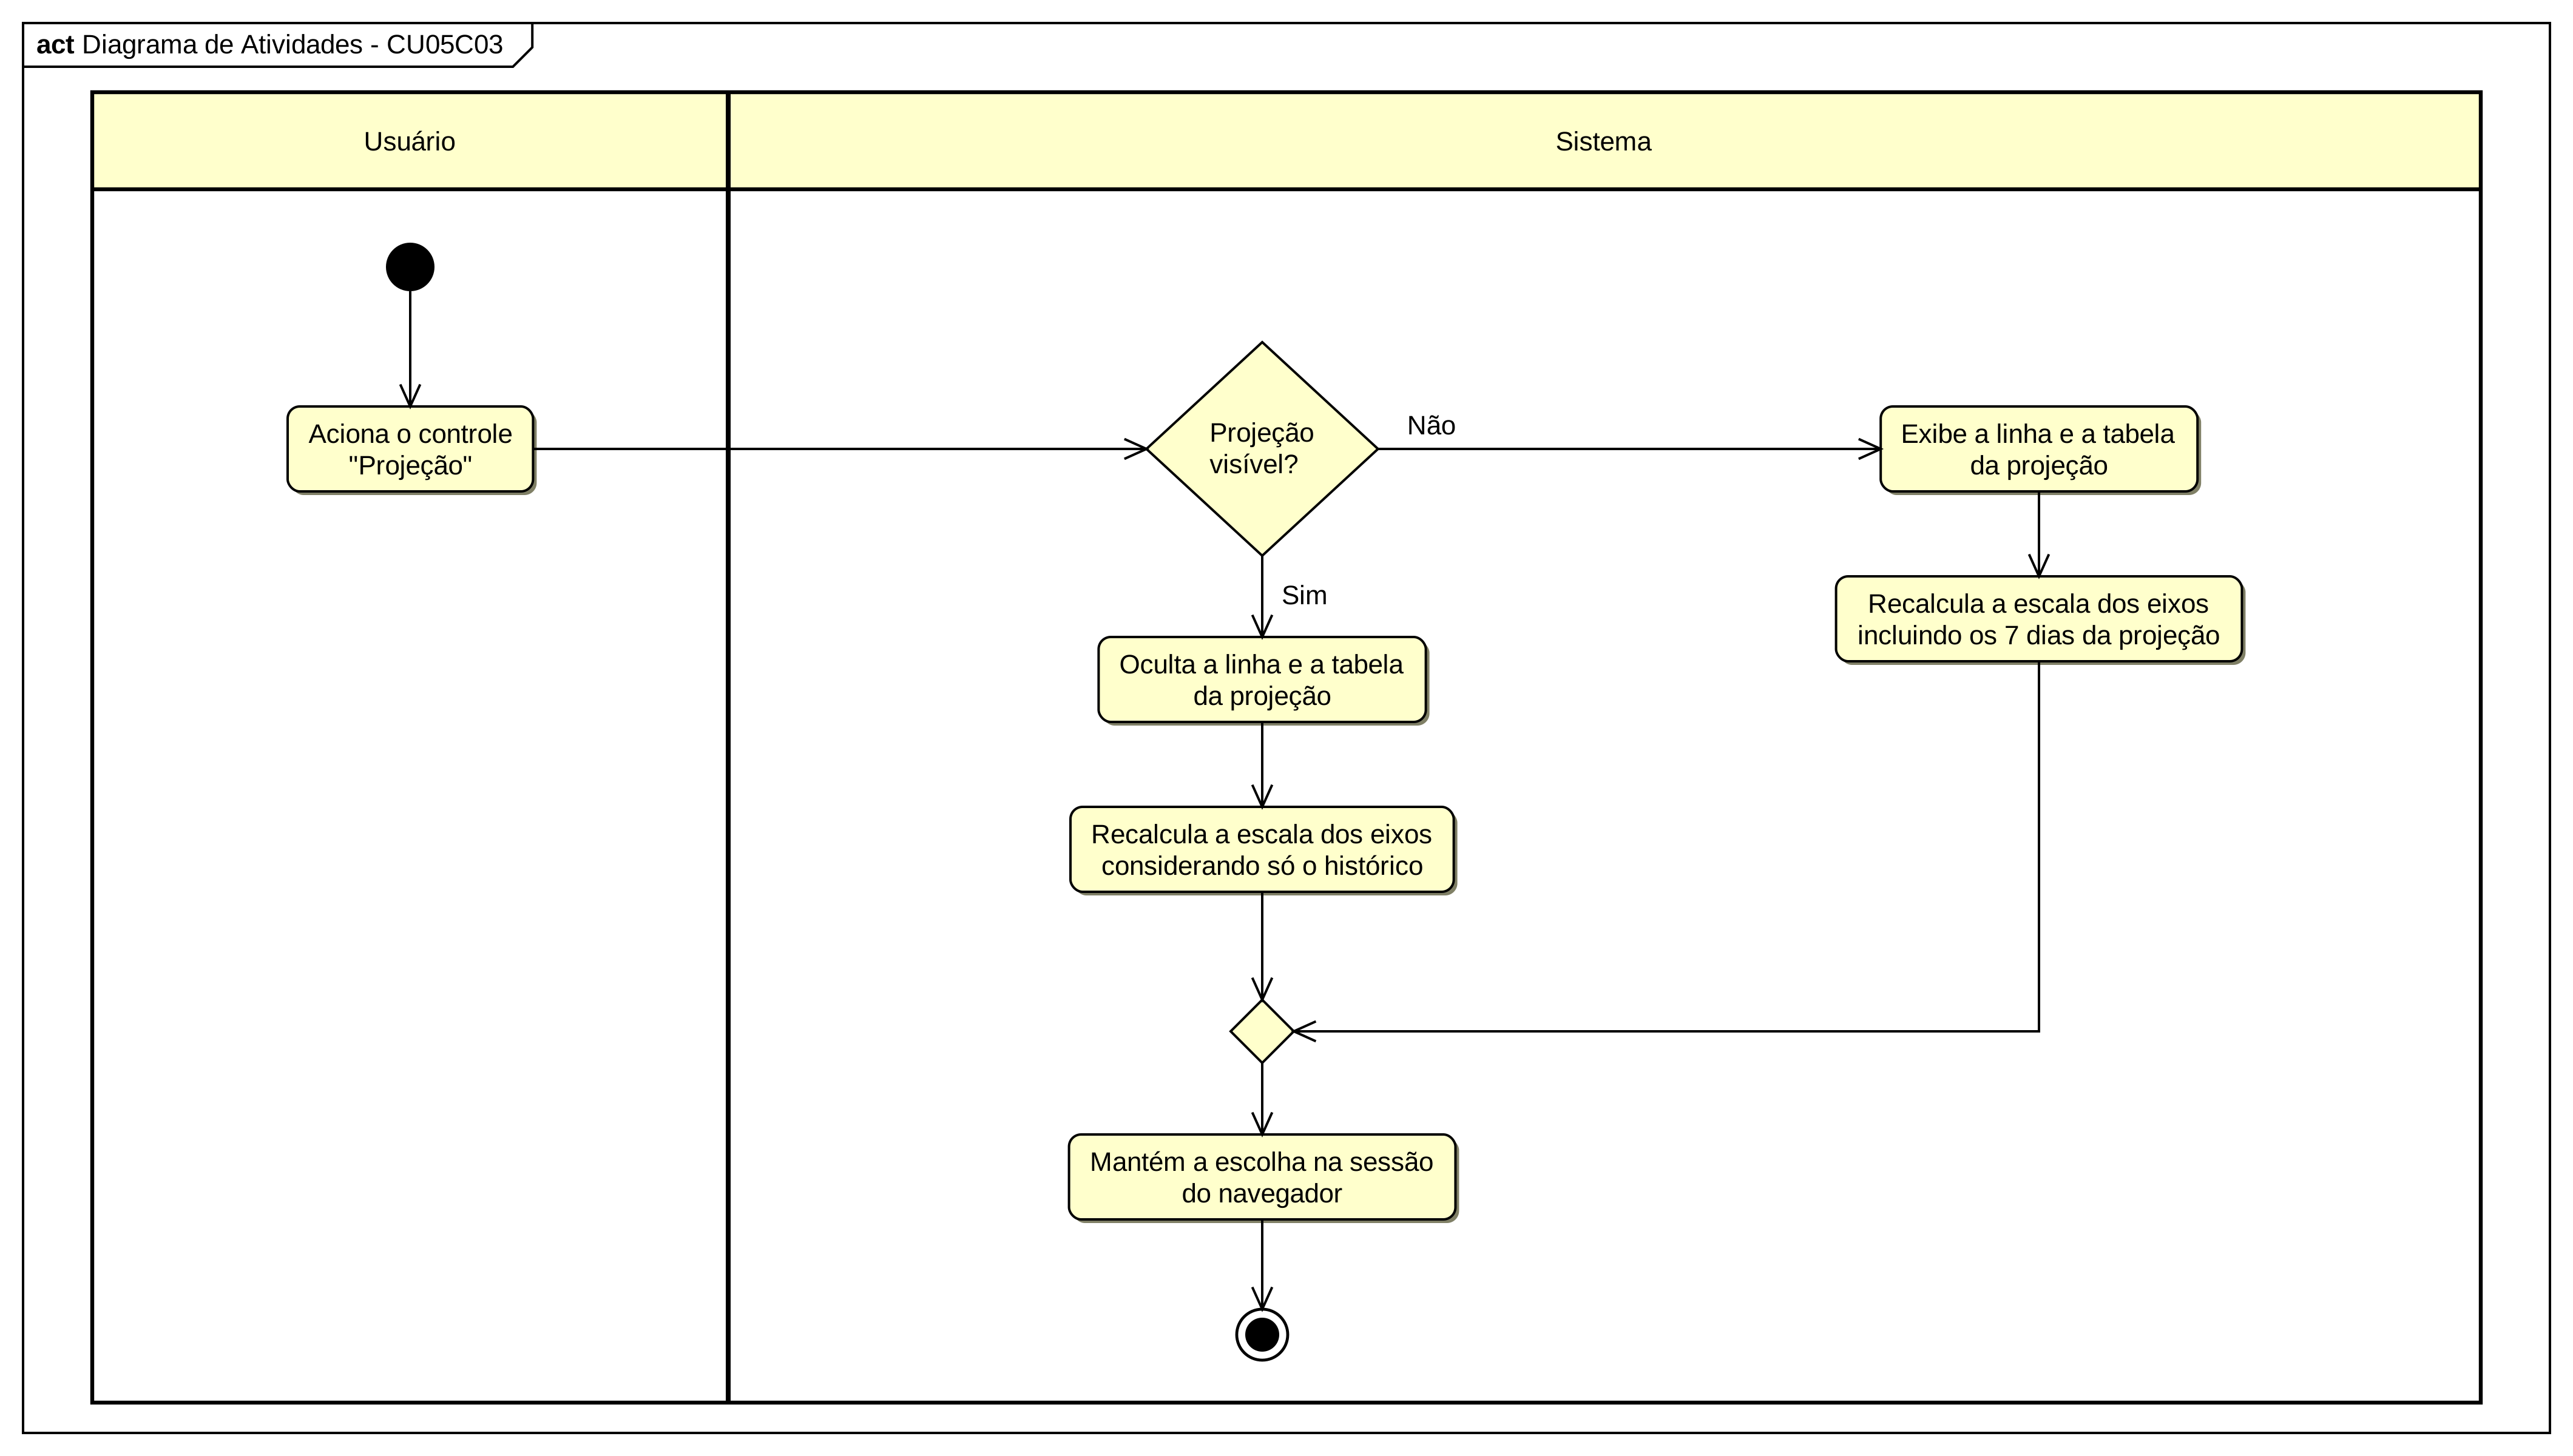 act Diagrama de Atividades - CU05C03
Usuário
Sistema
Aciona o controle
"Projeção"
Projeção
visível?
Não
Exibe a linha e a tabela
da projeção
Sim
Recalcula a escala dos eixos
incluindo os 7 dias da projeção
Oculta a linha e a tabela
da projeção
Recalcula a escala dos eixos
considerando só o histórico
Mantém a escolha na sessão
do navegador